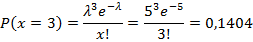 P(x = 3) = λ³e^(-λ) / x! = 5³e⁻⁵ / 3! = 0,1404